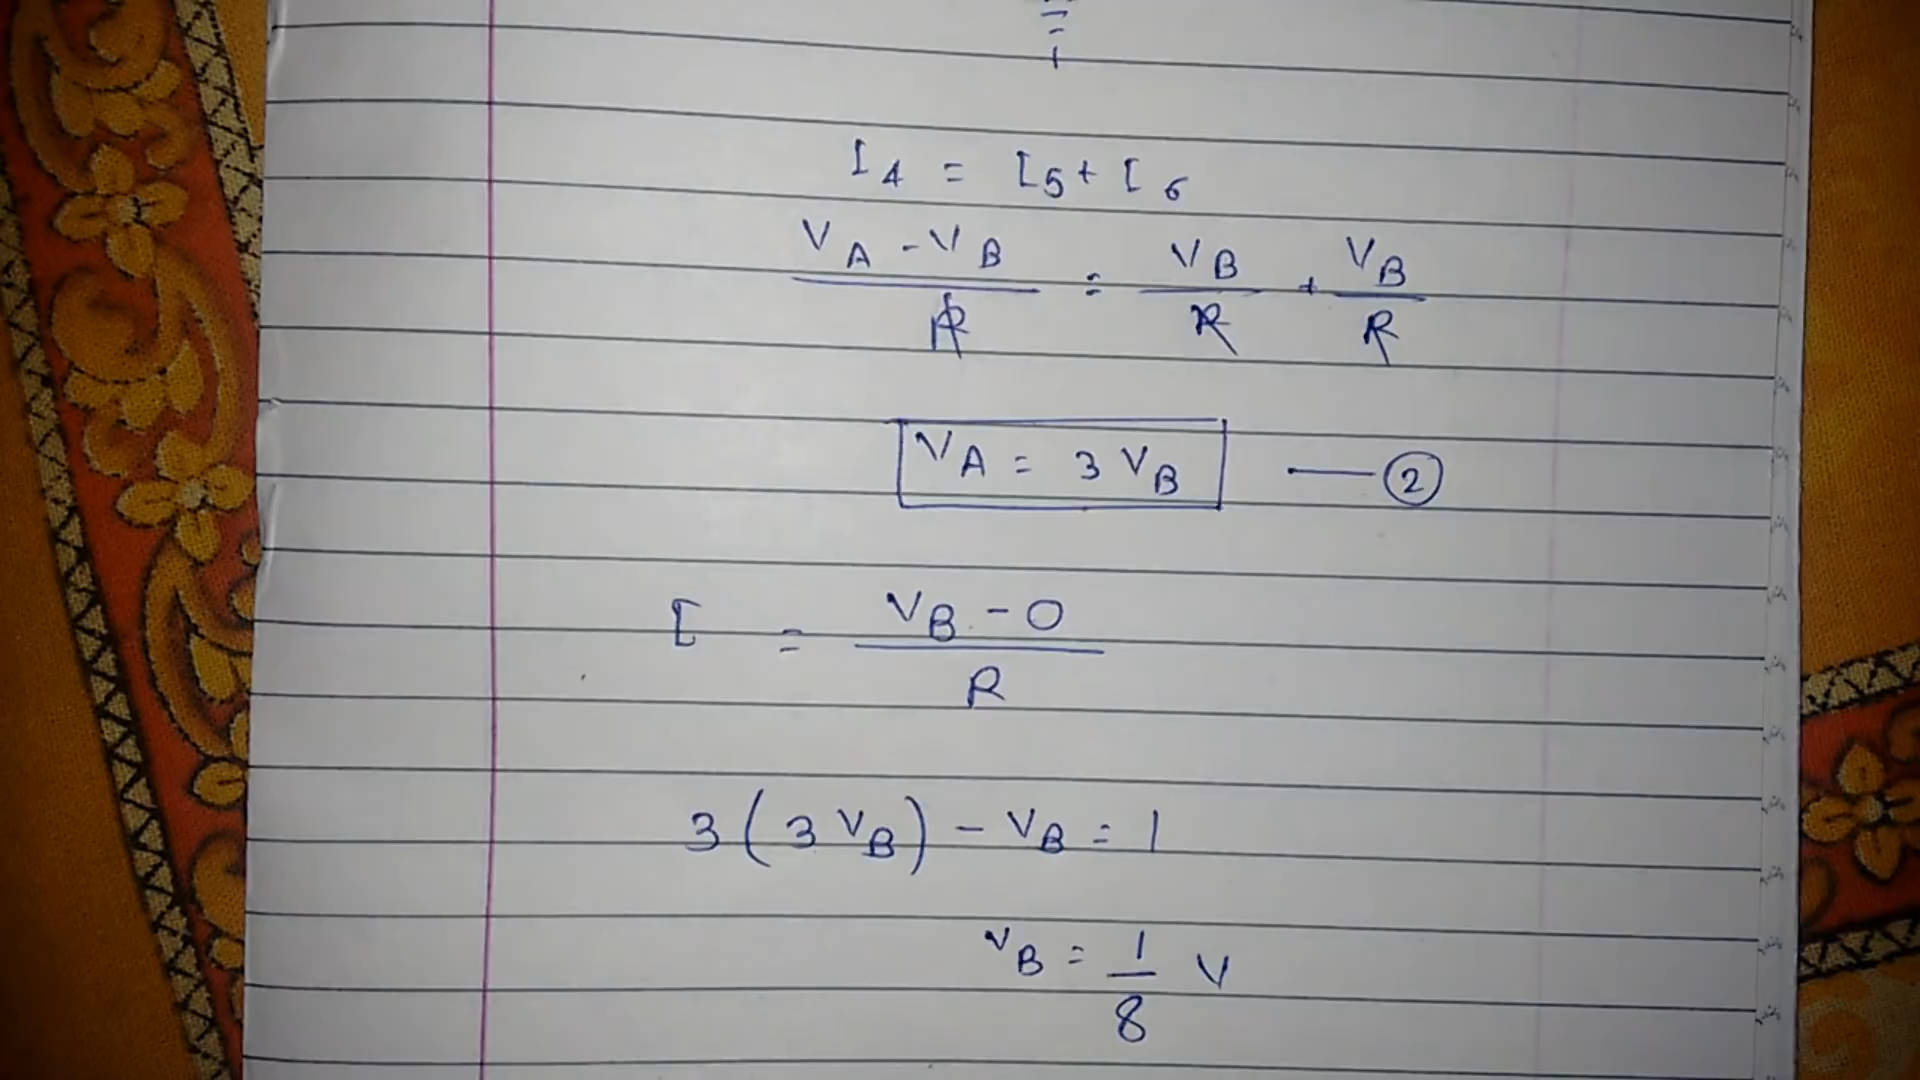 I4 = I5 + I6
VA - VB / R = VB / R + VB / R
VA = 3 VB —— 2
I = VB - 0 / R
3 ( 3 VB ) - VB = 1
VB = 1 / 8 V